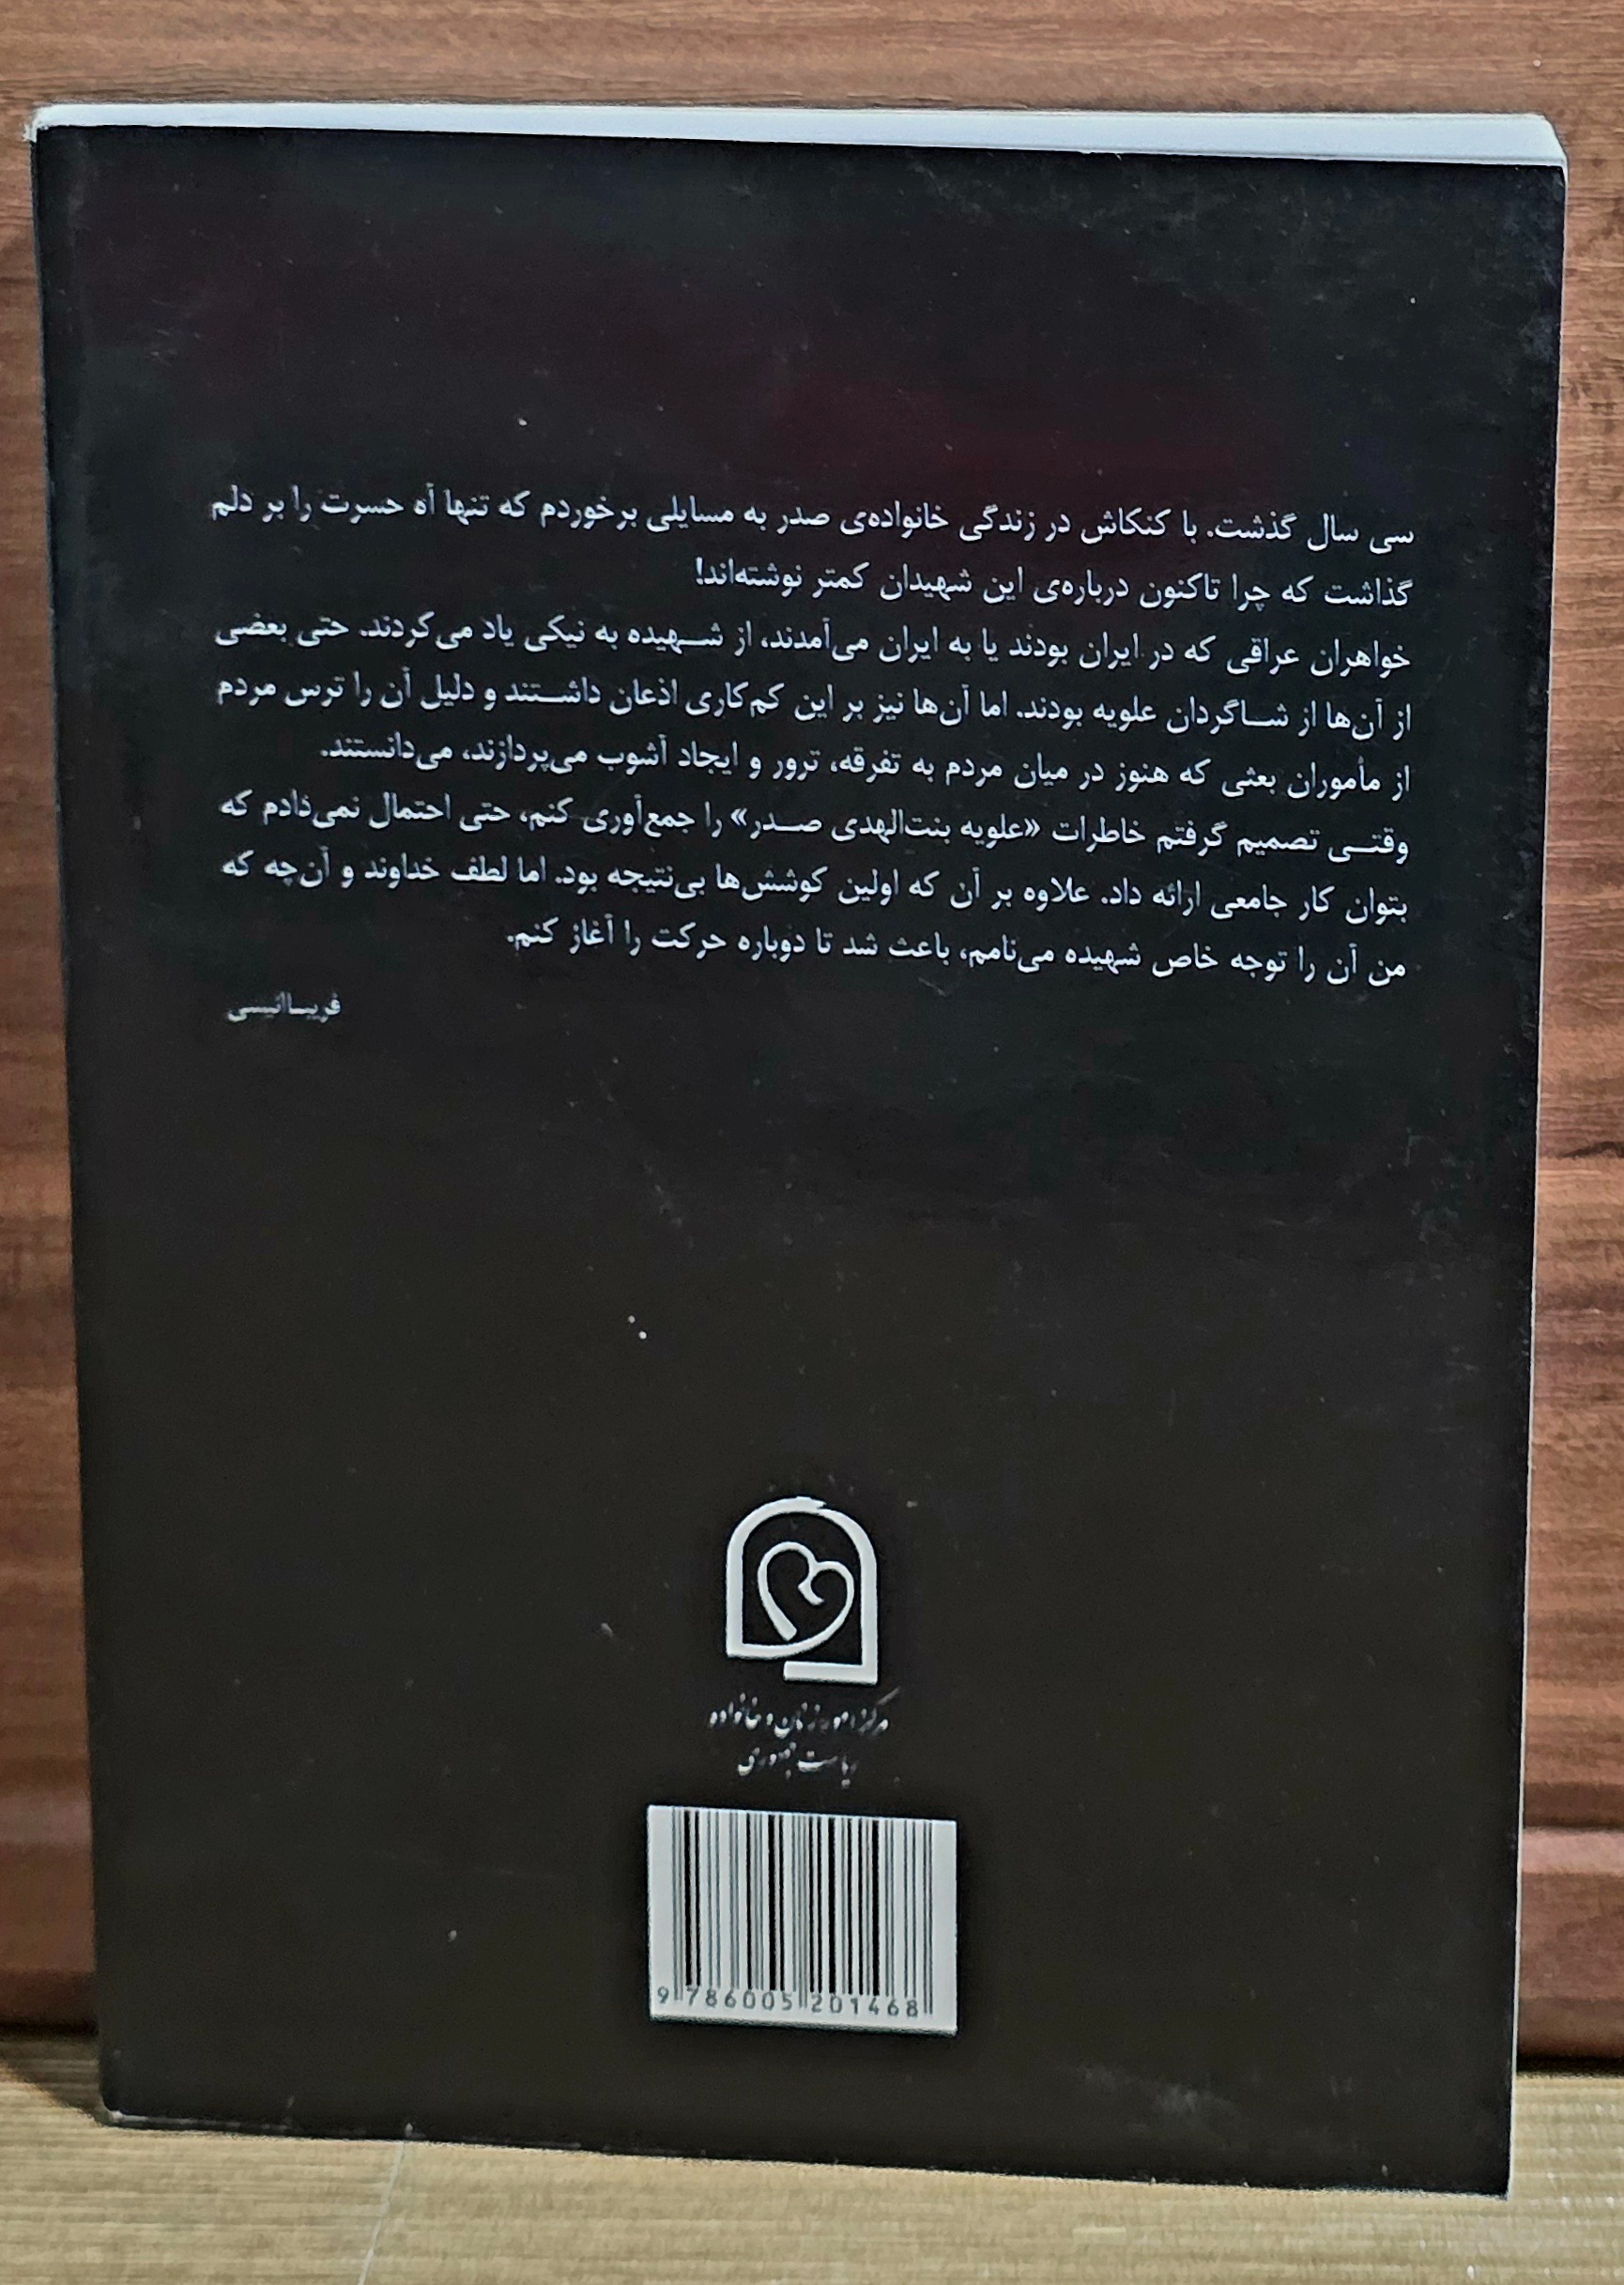 سی سال گذشت. با کنکاش در زندگی خانواده‌ی صدر به مسایلی برخوردم که تنها آه حسرت را بر دلم
گذاشت که چرا تاکنون درباره‌ی این شهیدان کمتر نوشته‌اند!
خواهران عراقی که در ایران بودند یا به ایران می‌آمدند، از شهیده به نیکی یاد می‌کردند. حتی بعضی
از آن‌ها از شاگردان علویه بودند. اما آن‌ها نیز بر این کم‌کاری اذعان داشتند و دلیل آن را ترس مردم
از مأموران بعثی که هنوز در میان مردم به تفرقه، ترور و ایجاد آشوب می‌پردازند، می‌دانستند.
وقتی تصمیم گرفتم خاطرات «علویه بنت‌الهدی صدر» را جمع‌آوری کنم، حتی احتمال نمی‌دادم که
بتوان کار جامعی ارائه داد. علاوه بر آن که اولین کوشش‌ها بی‌نتیجه بود. اما لطف خداوند و آن‌چه که
من آن را توجه خاص شهیده می‌نامم، باعث شد تا دوباره حرکت را آغاز کنم.
فریبا انیسی
مرکز امور زنان و خانواده
ریاست جمهوری
9 786005 201468